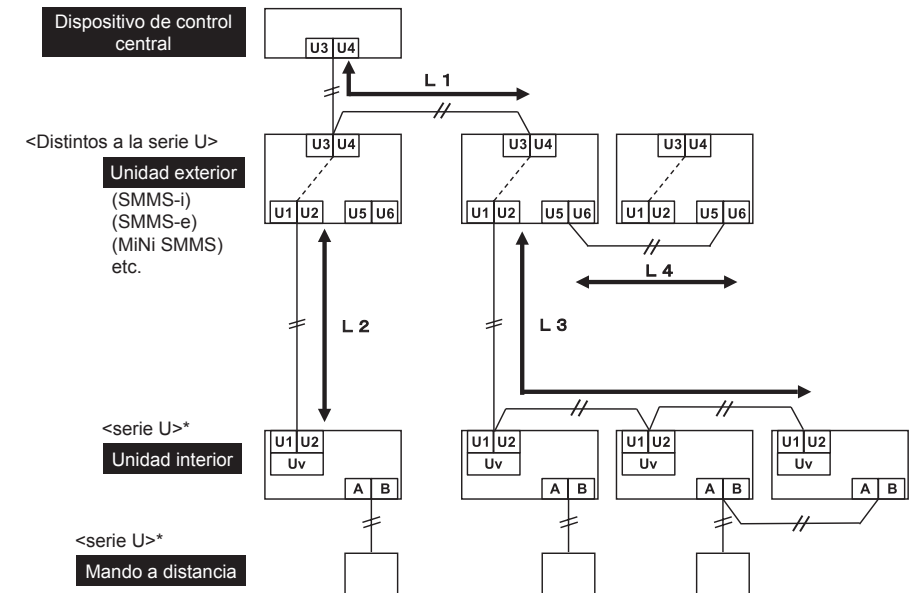 Dispositivo de control
central
U3 U4
L 1
<Distintos a la serie U>
U3 U4
U3 U4
U3 U4
Unidad exterior
(SMMS-i)
(SMMS-e)
(MiNi SMMS)
etc.
U1 U2
U5 U6
U1 U2
U5 U6
U1 U2
U5 U6
L 4
L 2
L 3
<serie U>*
Unidad interior
U1 U2
Uv
A B
U1 U2
Uv
A B
U1 U2
Uv
A B
U1 U2
Uv
A B
<serie U>*
Mando a distancia